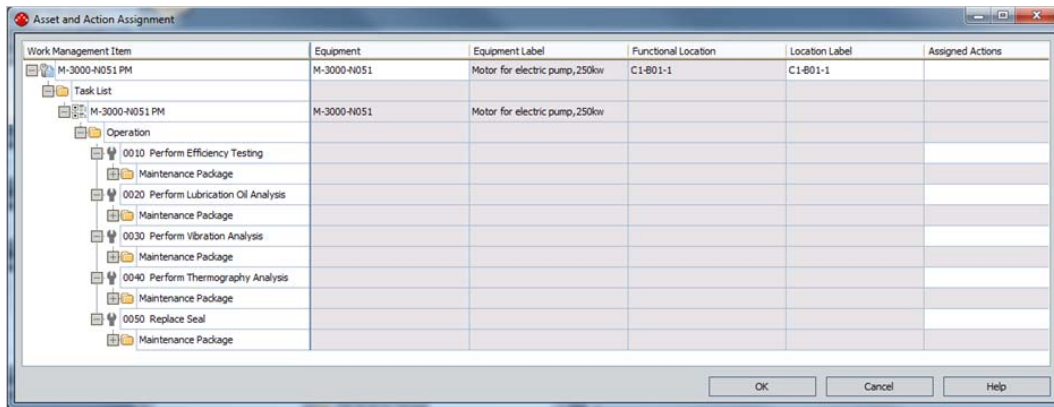 Asset and Action Assignment
Work Management Item Equipment Equipment Label Functional Location Location Label Assigned Actions
M-3000-N051 PM M-3000-N051 Motor for electric pump,250kw C1-B01-1 C1-B01-1
Task List
M-3000-N051 PM M-3000-N051 Motor for electric pump,250kw
Operation
0010 Perform Efficiency Testing
Maintenance Package
0020 Perform Lubrication Oil Analysis
Maintenance Package
0030 Perform Vibration Analysis
Maintenance Package
0040 Perform Thermography Analysis
Maintenance Package
0050 Replace Seal
Maintenance Package
OK Cancel Help